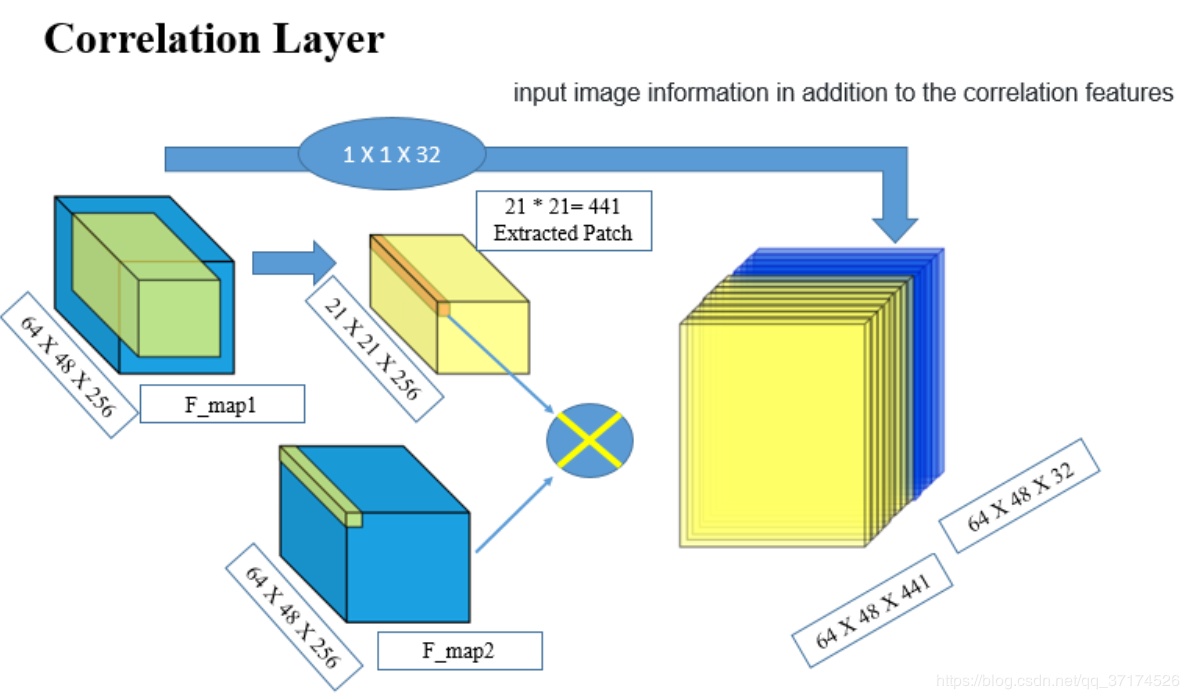 Correlation Layer
input image information in addition to the correlation features
1 X 1 X 32
21 * 21= 441
Extracted Patch
64 X 48 X 256
F_map1
21 X 21 X 256
64 X 48 X 256
F_map2
64 X 48 X 32
64 X 48 X 441
https://blog.csdn.net/qq_37174526